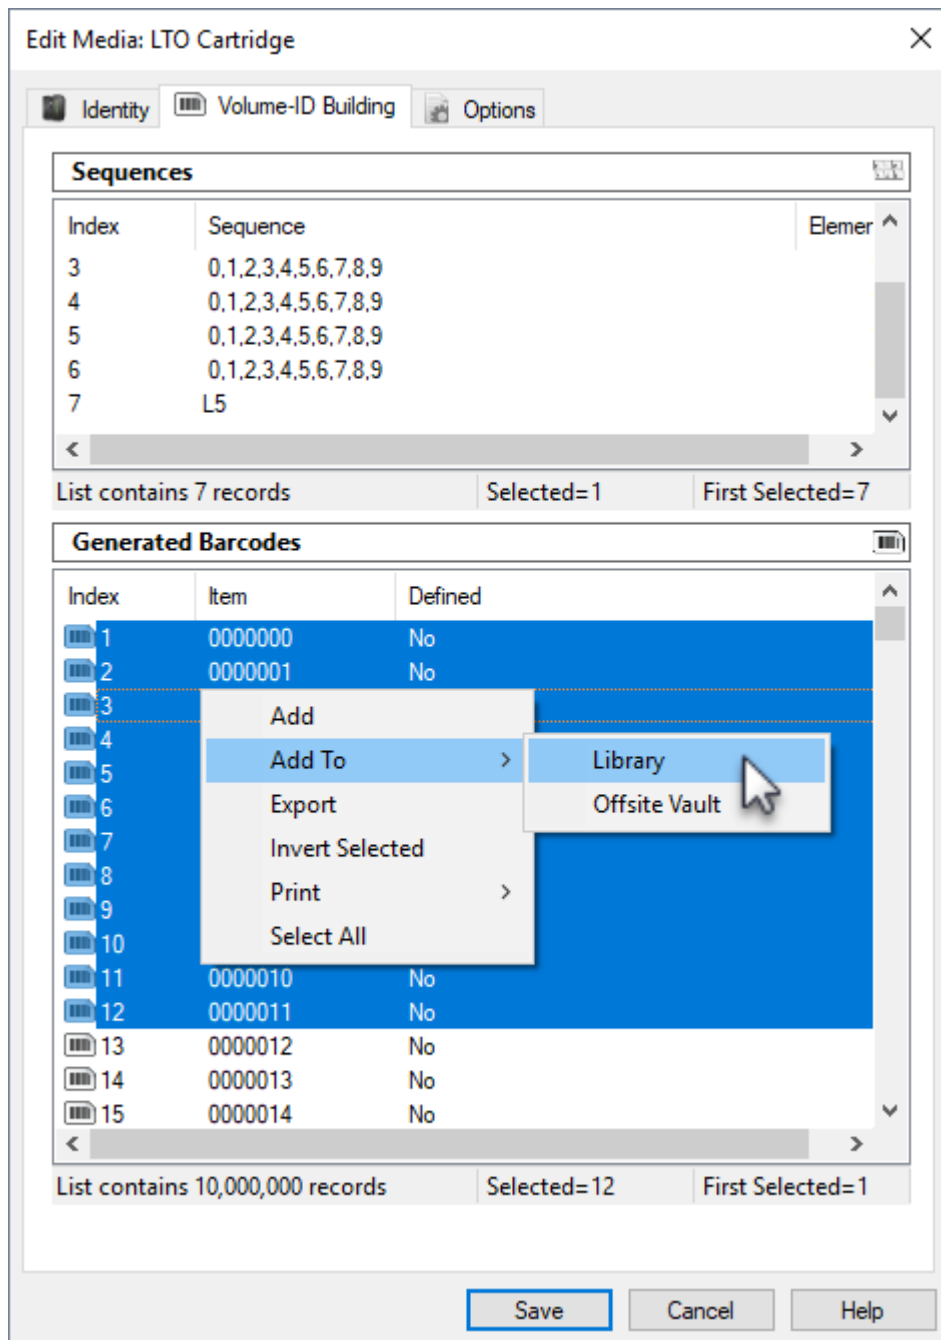 Edit Media: LTO Cartridge
Identity Volume-ID Building Options
Sequences
Index Sequence Elemer
3 0,1,2,3,4,5,6,7,8,9
4 0,1,2,3,4,5,6,7,8,9
5 0,1,2,3,4,5,6,7,8,9
6 0,1,2,3,4,5,6,7,8,9
7 L5
List contains 7 records Selected=1 First Selected=7
Generated Barcodes
Index Item Defined
1 0000000 No
2 0000001 No
3
4
5
6
7
8
9
10
11 0000010 No
12 0000011 No
13 0000012 No
14 0000013 No
15 0000014 No
Add
Add To
Export
Invert Selected
Print
Select All
Library
Offsite Vault
List contains 10,000,000 records Selected=12 First Selected=1
Save Cancel Help